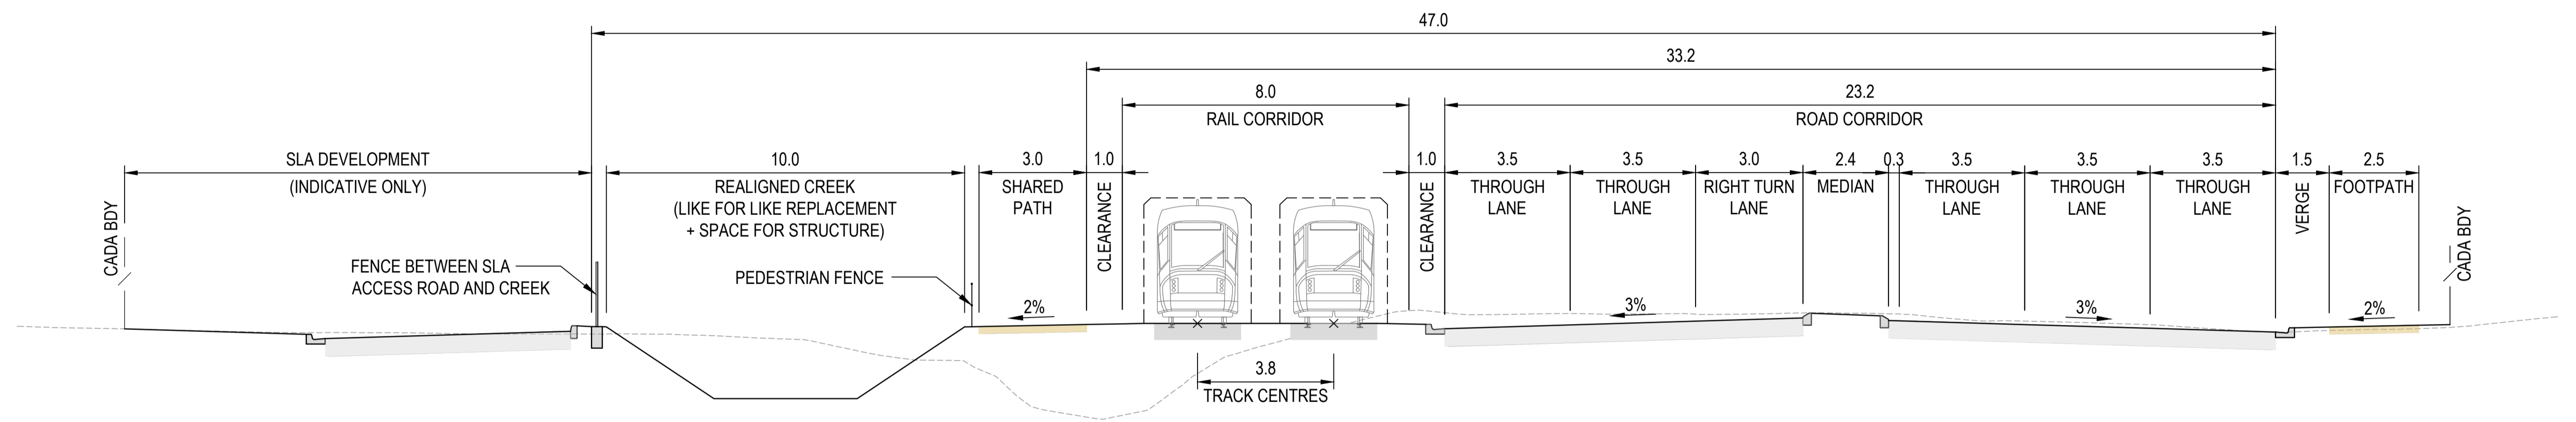 47.0
33.2
8.0
RAIL CORRIDOR
23.2
ROAD CORRIDOR
SLA DEVELOPMENT
(INDICATIVE ONLY)
10.0
REALIGNED CREEK
(LIKE FOR LIKE REPLACEMENT
+ SPACE FOR STRUCTURE)
3.0
SHARED
PATH
1.0
CLEARANCE
1.0
CLEARANCE
3.5
THROUGH
LANE
3.5
THROUGH
LANE
3.0
RIGHT TURN
LANE
2.4
MEDIAN
0.3
3.5
THROUGH
LANE
3.5
THROUGH
LANE
3.5
THROUGH
LANE
1.5
VERGE
2.5
FOOTPATH
CADA BDY
CADA BDY
FENCE BETWEEN SLA
ACCESS ROAD AND CREEK
PEDESTRIAN FENCE
2%
3%
3%
2%
3.8
TRACK CENTRES